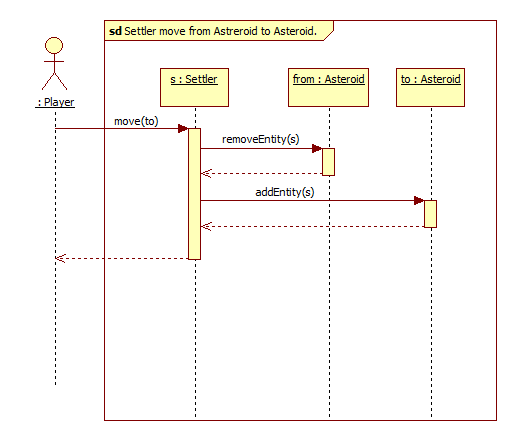 sd Settler move from Astreroid to Asteroid.
: Player
s : Settler
from : Asteroid
to : Asteroid
move(to)
removeEntity(s)
addEntity(s)